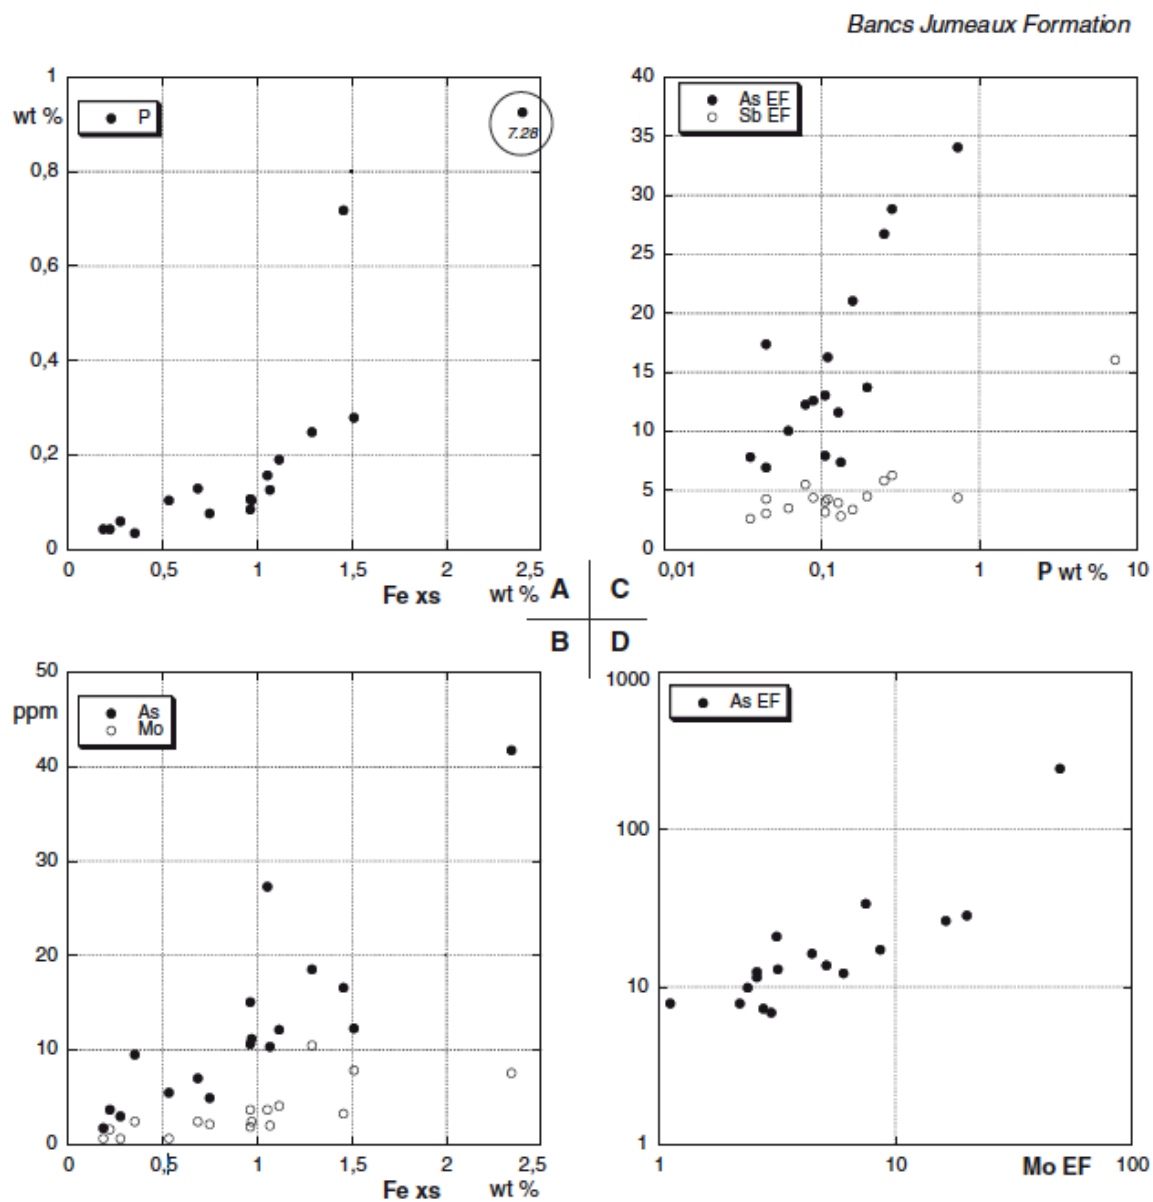 Bancs Jumeaux Formation
1
wt %
P
7.28
0,8
0,6
0,4
0,2
0
0 0,5 1 1,5 2 2,5
Fe xs wt %
40
As EF
Sb EF
35
30
25
20
15
10
5
0
0,01 0,1 1 10
P wt %
A C
B D
50
ppm
As
Mo
40
30
20
10
0
0 0,5 1 1,5 2 2,5
Fe xs wt %
1000
As EF
100
10
1
1 10 100
Mo EF